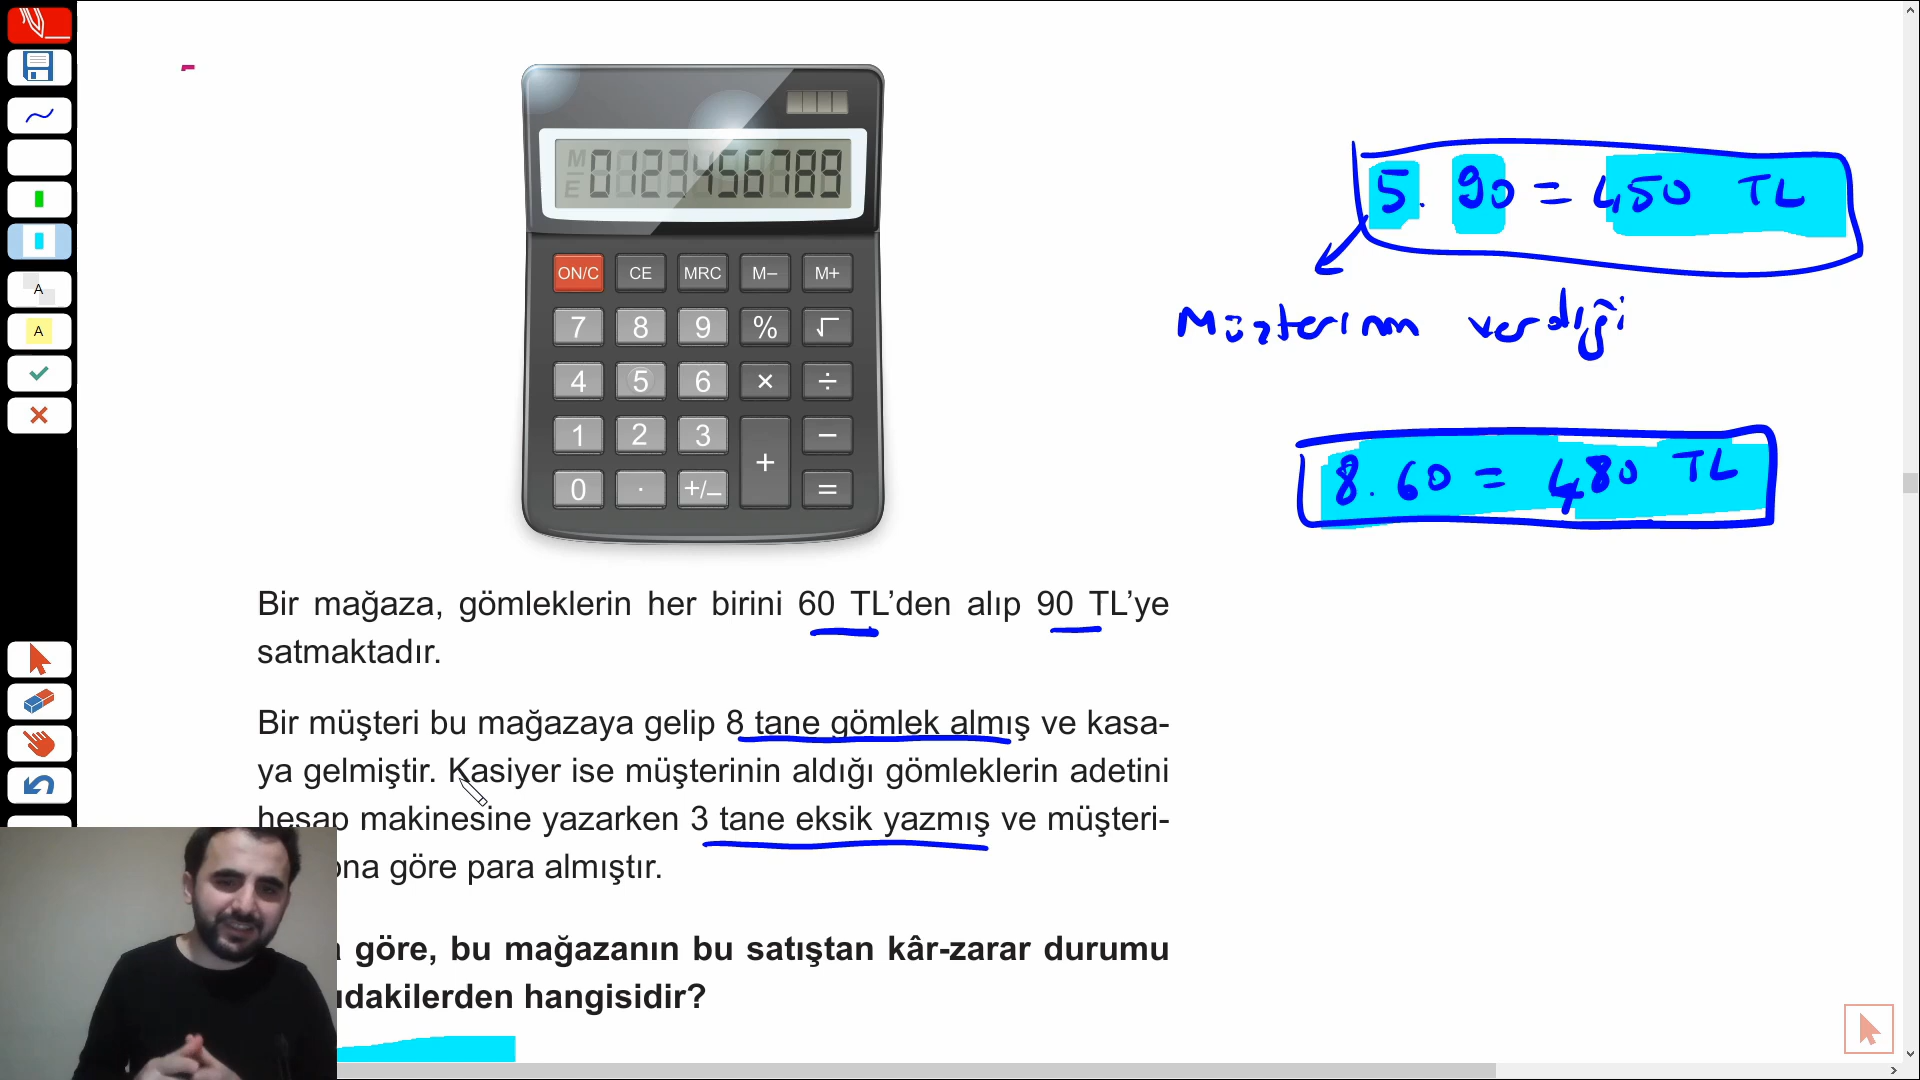 A
A
M
E
0123456789
ON/C CE MRC M– M+
7 8 9 % √
4 5 6 × ÷
1 2 3 + –
0 . +/– =
5. 90 = 450 TL
Müşterinin verdiği
8. 60 = 480 TL
Bir mağaza, gömleklerin her birini 60 TL’den alıp 90 TL’ye
satmaktadır.
Bir müşteri bu mağazaya gelip 8 tane gömlek almış ve kasa-
ya gelmiştir. Kasiyer ise müşterinin aldığı gömleklerin adetini
hesap makinesine yazarken 3 tane eksik yazmış ve müşteri-
ona göre para almıştır.
göre, bu mağazanın bu satıştan kâr-zarar durumu
hangisidir?